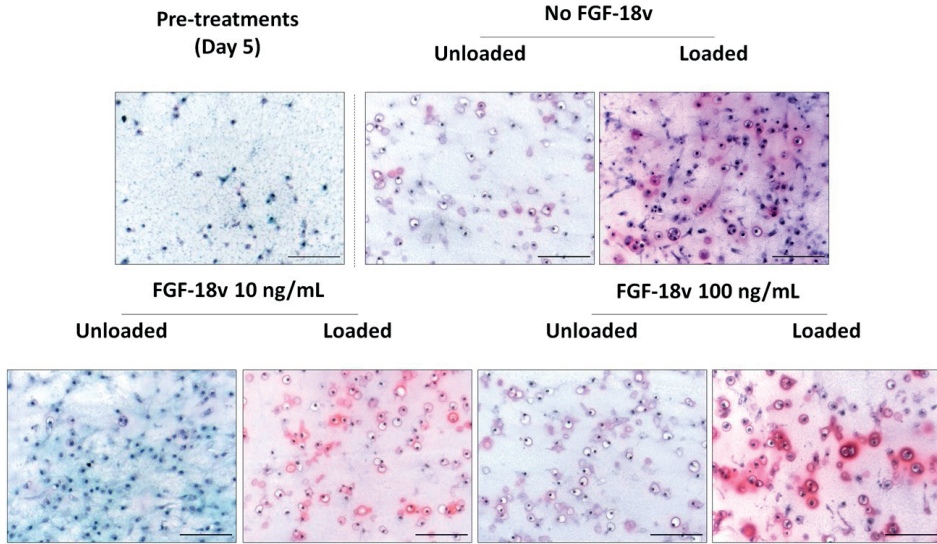 Pre-treatments
(Day 5)
No FGF-18v
Unloaded
Loaded
FGF-18v 10 ng/mL
Unloaded
Loaded
FGF-18v 100 ng/mL
Unloaded
Loaded